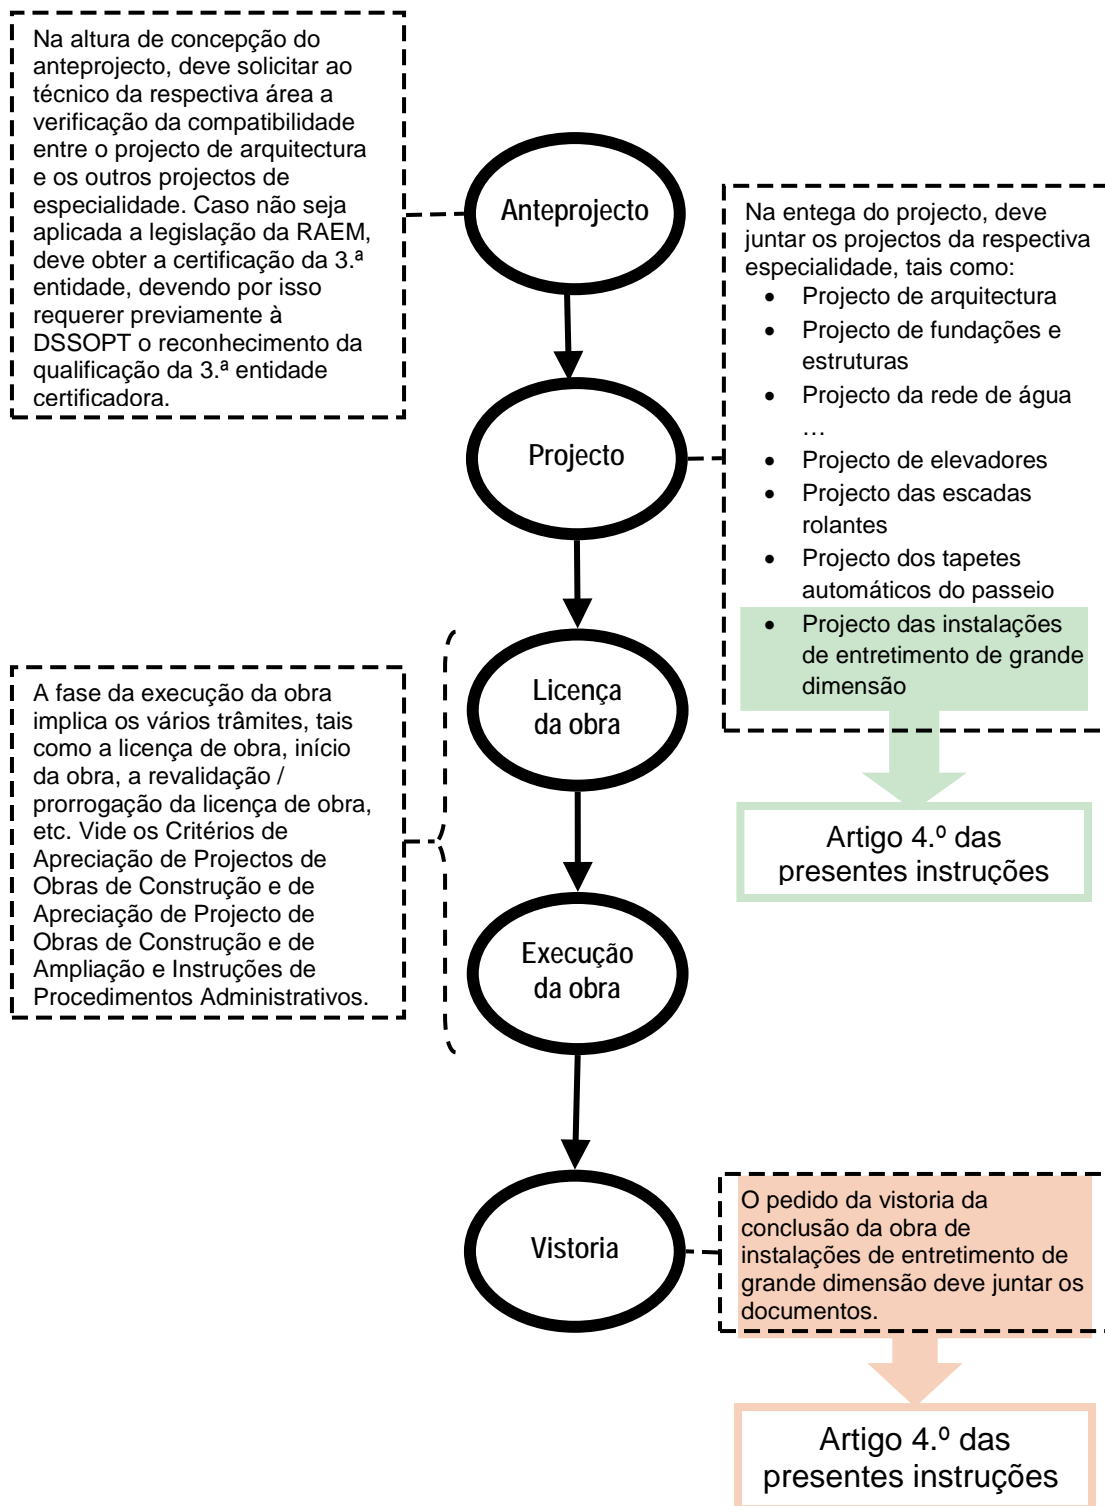 Na altura de concepção do
anteprojecto, deve solicitar ao
técnico da respectiva área a
verificação da compatibilidade
entre o projecto de arquitectura
e os outros projectos de
especialidade. Caso não seja
aplicada a legislação da RAEM,
deve obter a certificação da 3.ª
entidade, devendo por isso
requerer previamente à
DSSOPT o reconhecimento da
qualificação da 3.ª entidade
certificadora.
Anteprojecto
Na entega do projecto, deve
juntar os projectos da respectiva
especialidade, tais como:
• Projecto de arquitectura
• Projecto de fundações e
estruturas
• Projecto da rede de água
…
• Projecto de elevadores
• Projecto das escadas
rolantes
• Projecto dos tapetes
automáticos do passeio
• Projecto das instalações
de entretimento de grande
dimensão
Projecto
Artigo 4.º das
presentes instruções
Licença
da obra
A fase da execução da obra
implica os vários trâmites, tais
como a licença de obra, início
da obra, a revalidação /
prorrogação da licença de obra,
etc. Vide os Critérios de
Apreciação de Projectos de
Obras de Construção e de
Apreciação de Projecto de
Obras de Construção e de
Ampliação e Instruções de
Procedimentos Administrativos.
Execução
da obra
Vistoria
O pedido da vistoria da
conclusão da obra de
instalações de entretimento de
grande dimensão deve juntar os
documentos.
Artigo 4.º das
presentes instruções